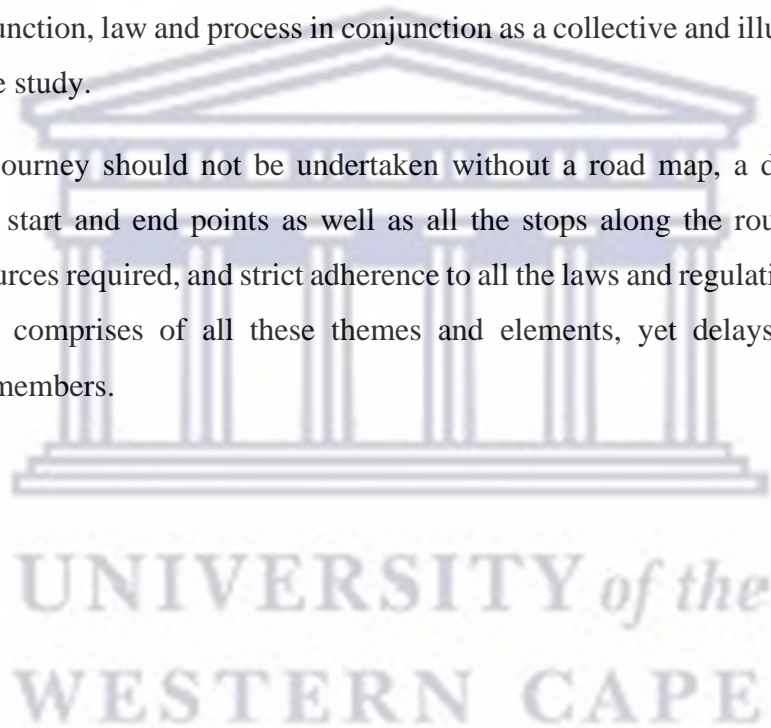 unction, law and process in conjunction as a collective and illu
e study.
ourney should not be undertaken without a road map, a d
start and end points as well as all the stops along the rou
urces required, and strict adherence to all the laws and regulati
comprises of all these themes and elements, yet delays
members.
UNIVERSITY of the
WESTERN CAPE